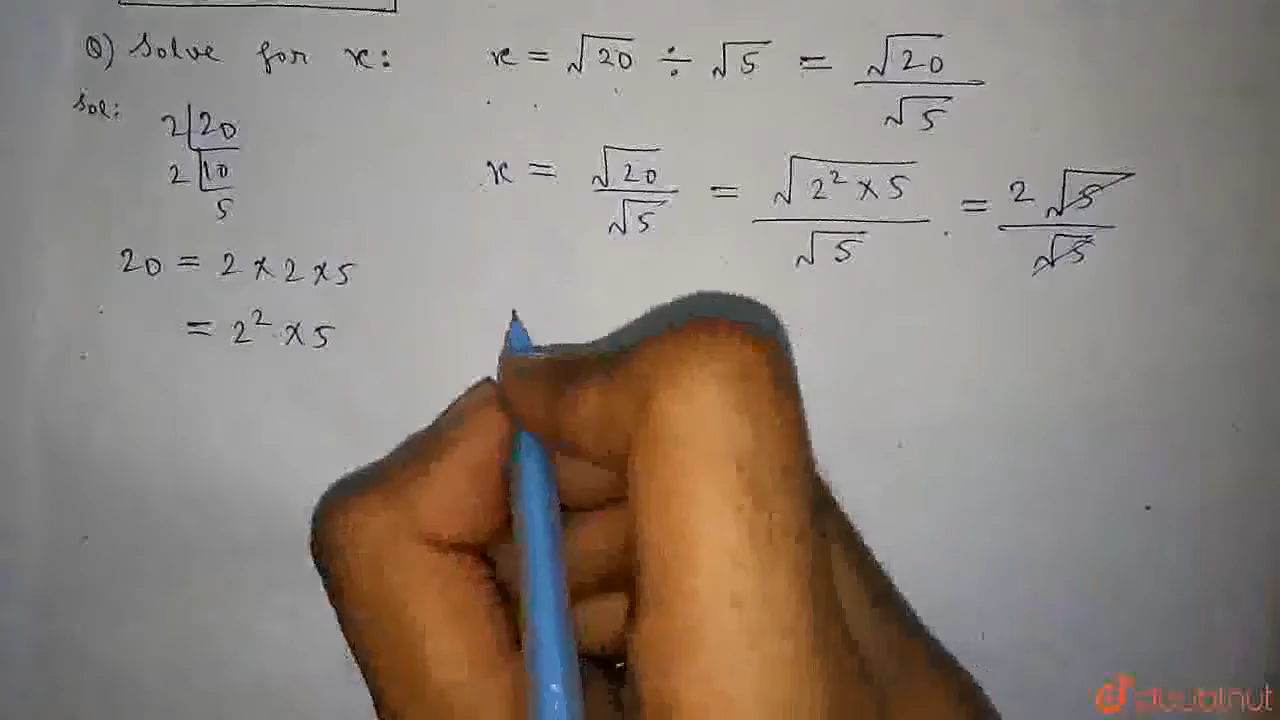 Q) Solve for x: x = √20 ÷ √5 = √20/√5
Sol:
2|20
2|10
5
x = √20/√5 = √(2² × 5)/√5 = 2√5/√5
20 = 2 × 2 × 5
= 2² × 5
doubtnut